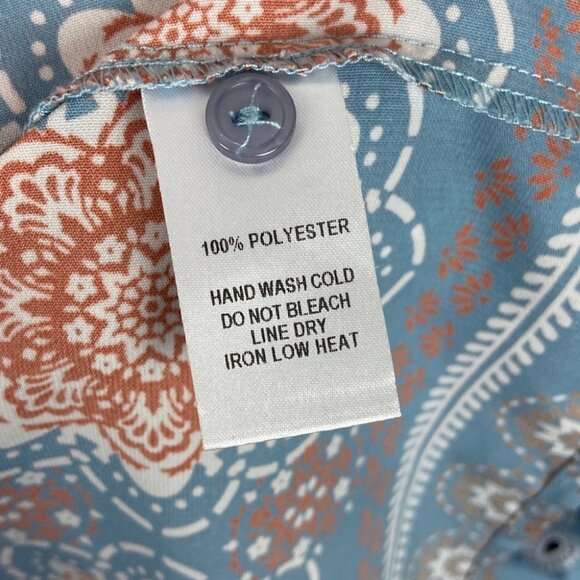 100% POLYESTER
HAND WASH COLD
DO NOT BLEACH
LINE DRY
IRON LOW HEAT